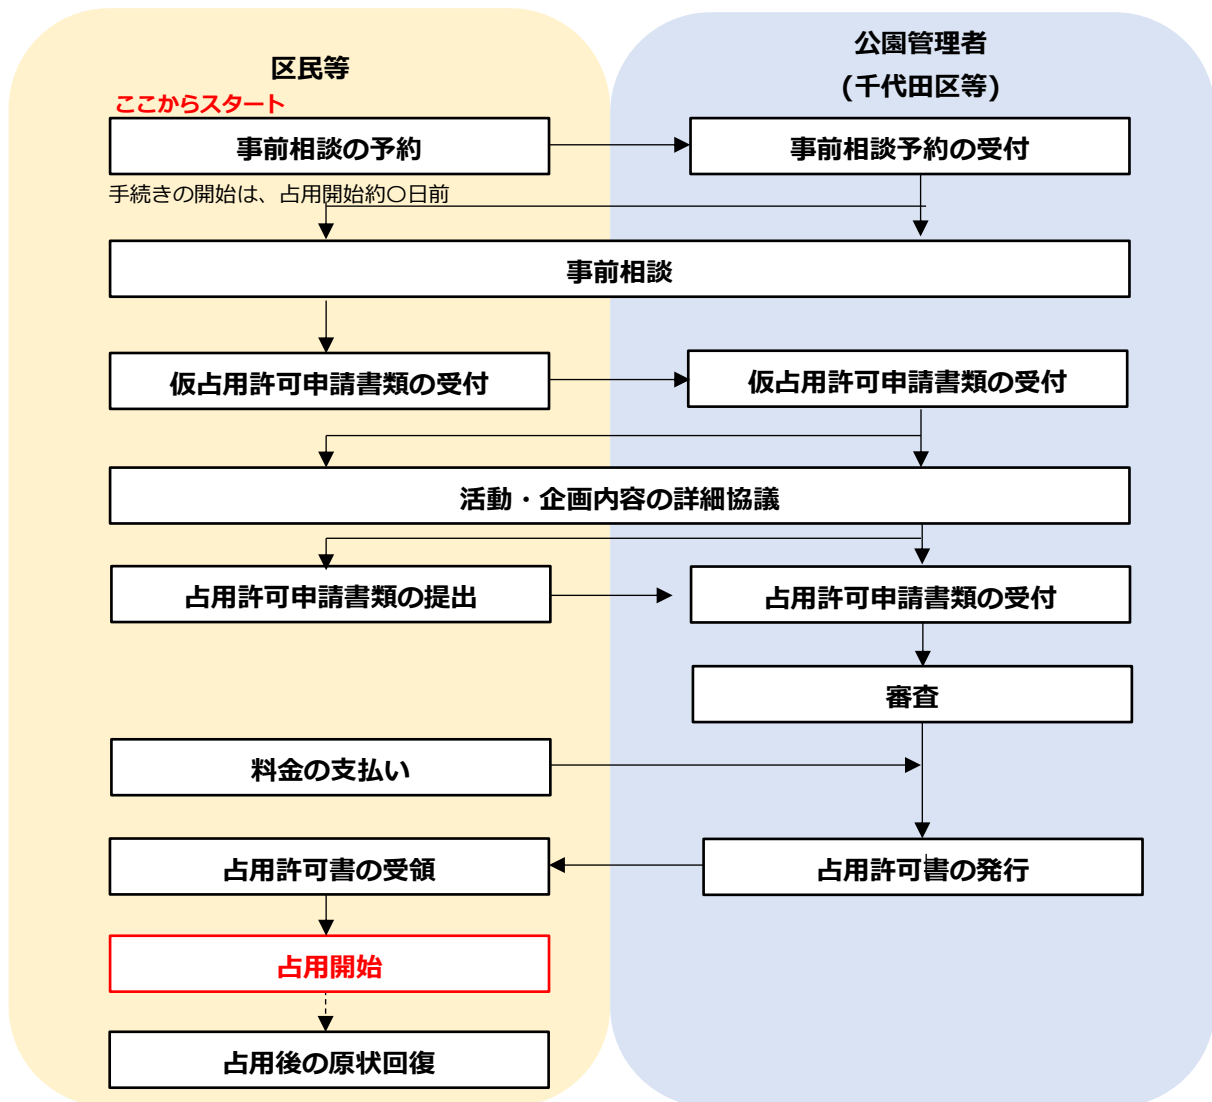 区民等
公園管理者
(千代田区等)
ここからスタート
事前相談の予約
事前相談予約の受付
手続きの開始は、占用開始約〇日前
事前相談
仮占用許可申請書類の受付
仮占用許可申請書類の受付
活動・企画内容の詳細協議
占用許可申請書類の提出
占用許可申請書類の受付
審査
料金の支払い
占用許可書の受領
占用許可書の発行
占用開始
占用後の原状回復